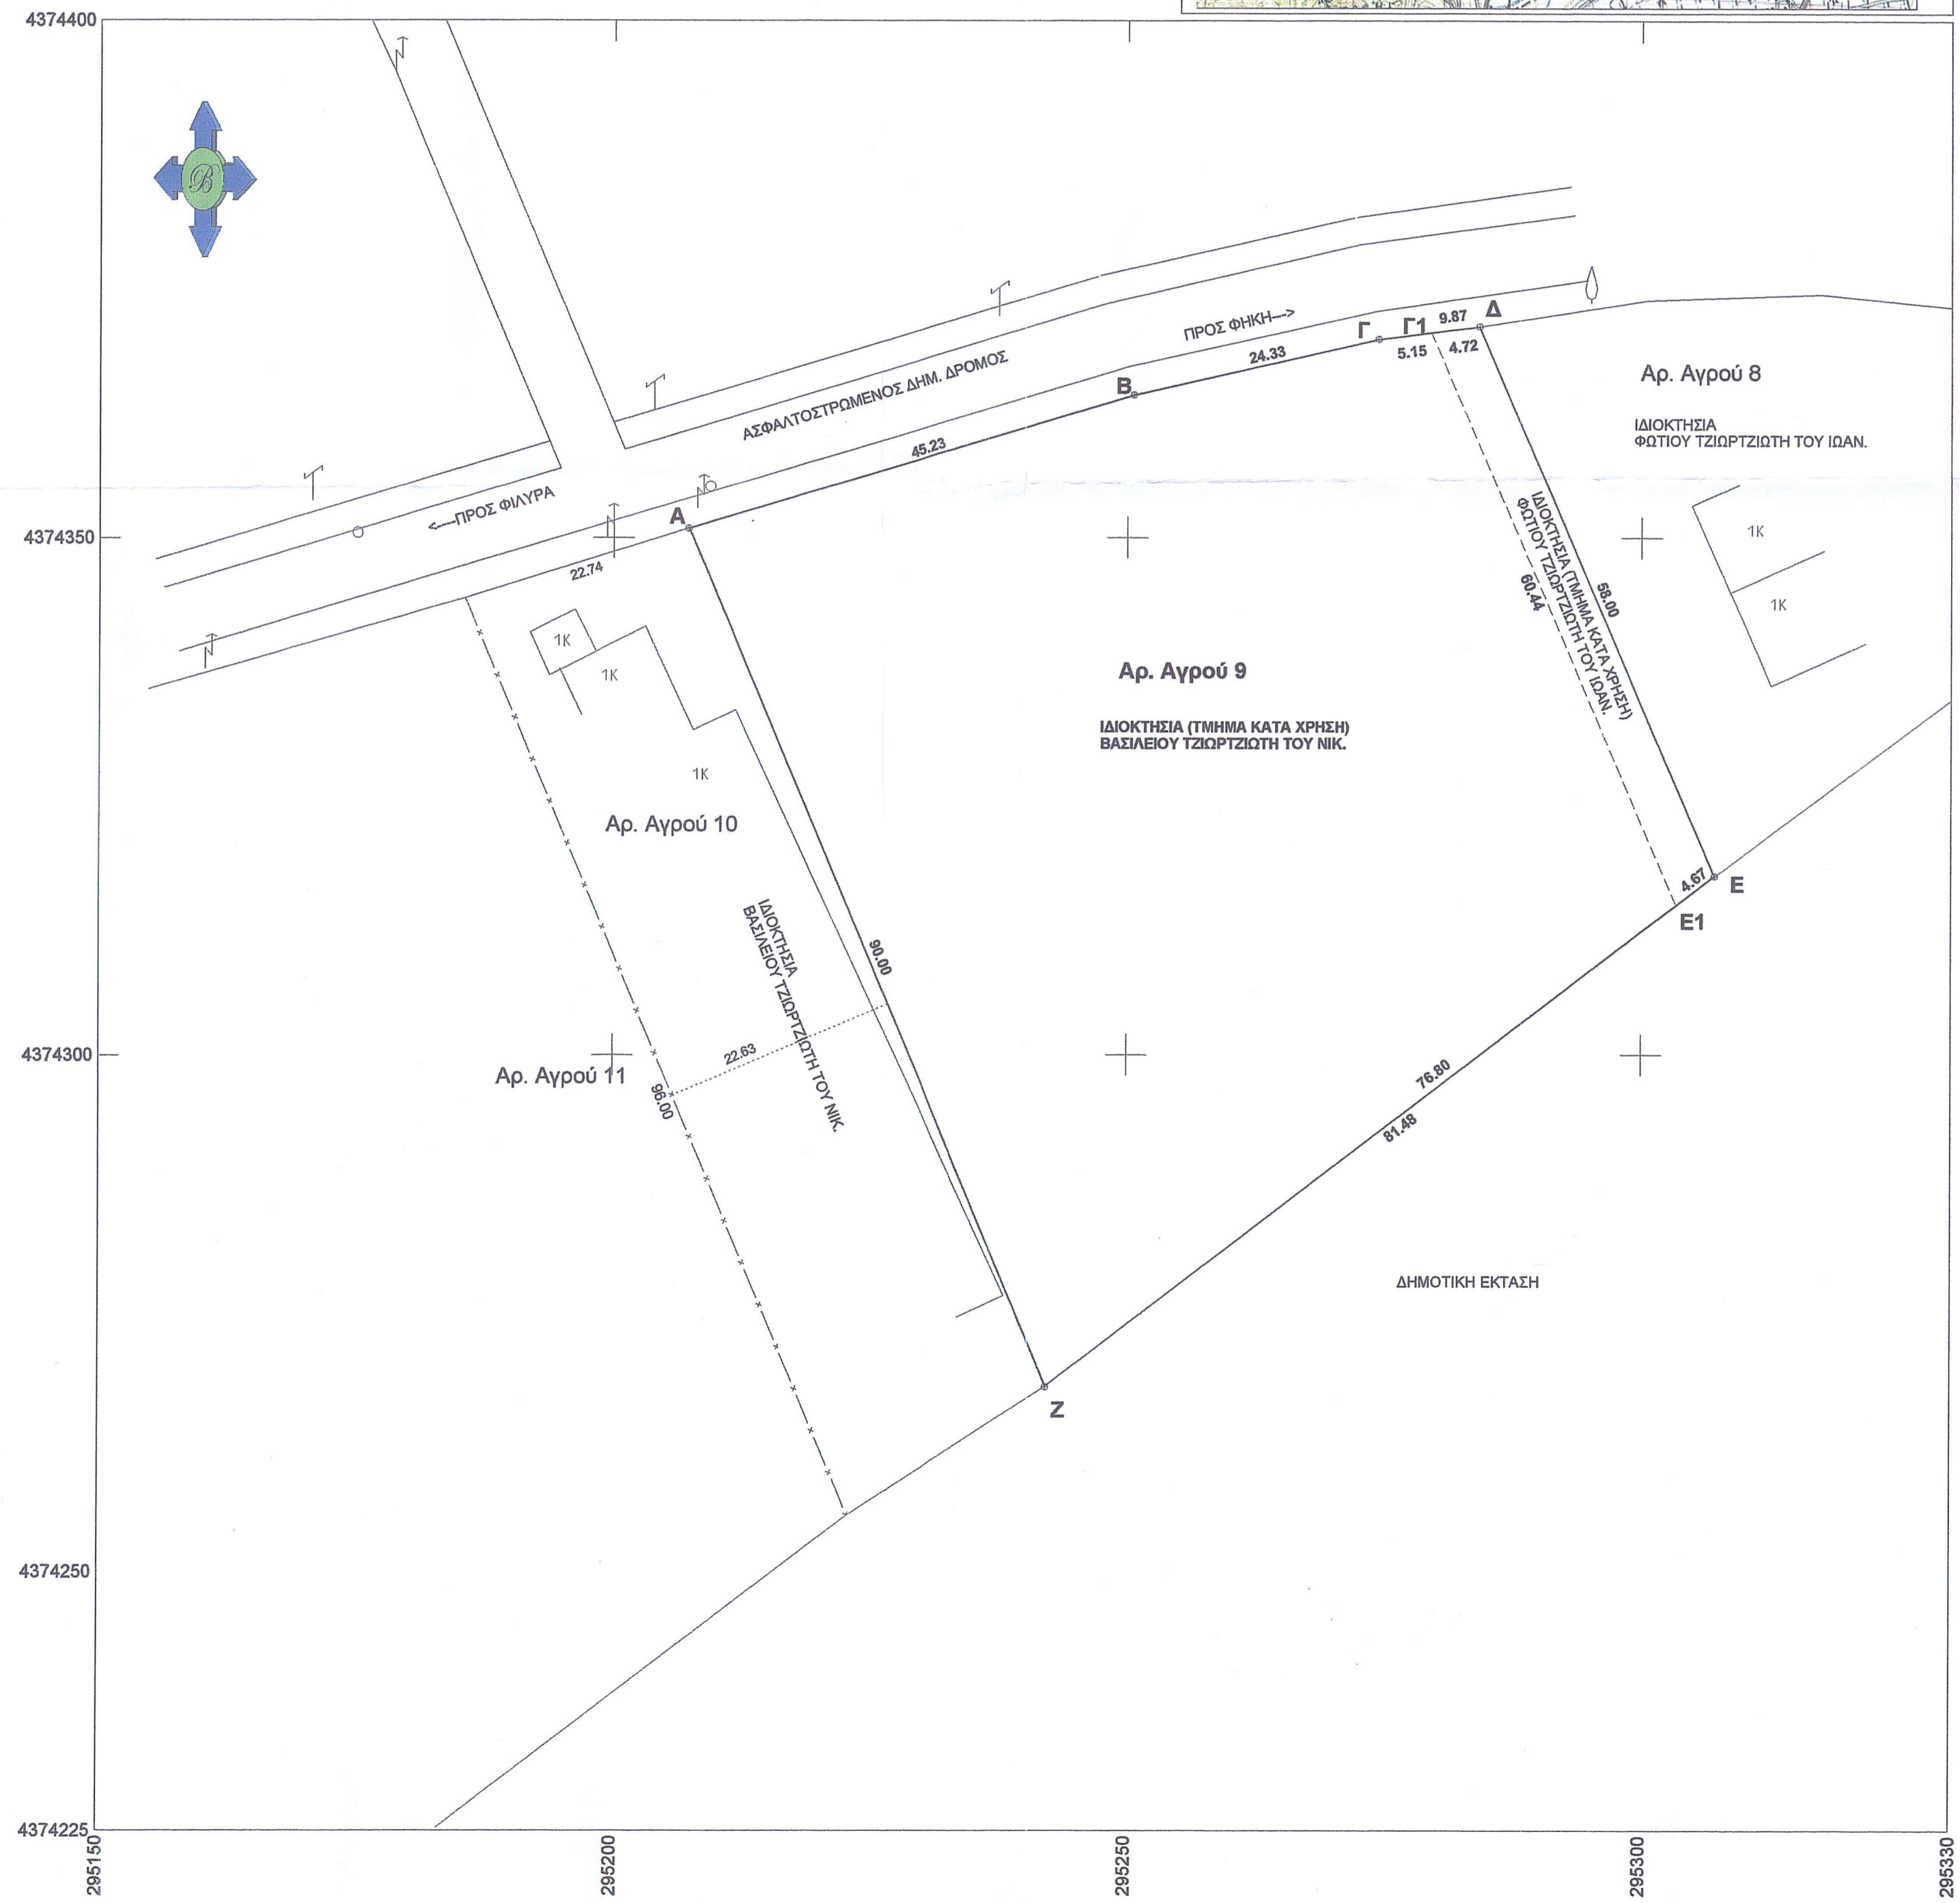 4374400
B
ΠΡΟΣ ΦΗΚΗ--->
ΑΣΦΑΛΤΟΣΤΡΩΜΕΝΟΣ ΔΗΜ. ΔΡΟΜΟΣ
Γ
Γ1
9.87
Δ
5.15
4.72
24.33
Β
45.23
Αρ. Αγρού 8
ΙΔΙΟΚΤΗΣΙΑ
ΦΩΤΙΟΥ ΤΖΙΩΡΤΖΙΩΤΗ ΤΟΥ ΙΩΑΝ.
<----ΠΡΟΣ ΦΙΛΥΡΑ
Α
4374350
22.74
1Κ
1Κ
ΙΔΙΟΚΤΗΣΙΑ (ΤΜΗΜΑ ΚΑΤΑ ΧΡΗΣΗ)
ΦΩΤΙΟΥ ΤΖΙΩΡΤΖΙΩΤΗ ΤΟΥ ΙΩΑΝ.
58.00
60.44
1Κ
1Κ
Αρ. Αγρού 9
ΙΔΙΟΚΤΗΣΙΑ (ΤΜΗΜΑ ΚΑΤΑ ΧΡΗΣΗ)
ΒΑΣΙΛΕΙΟΥ ΤΖΙΩΡΤΖΙΩΤΗ ΤΟΥ ΝΙΚ.
1Κ
Αρ. Αγρού 10
4.67
Ε
Ε1
ΙΔΙΟΚΤΗΣΙΑ
ΒΑΣΙΛΕΙΟΥ ΤΖΙΩΡΤΖΙΩΤΗ ΤΟΥ ΝΙΚ.
90.00
22.63
4374300
Αρ. Αγρού 11
96.00
76.80
81.48
ΔΗΜΟΤΙΚΗ ΕΚΤΑΣΗ
Ζ
4374250
4374225
295150
295200
295250
295300
295330